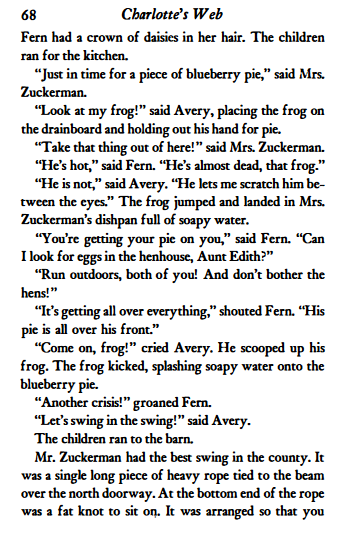 68 Charlotte's Web
Fern had a crown of daisies in her hair. The children
ran for the kitchen.
"Just in time for a piece of blueberry pie," said Mrs.
Zuckerman.
"Look at my frog!" said Avery, placing the frog on
the drainboard and holding out his hand for pie.
"Take that thing out of here!" said Mrs. Zuckerman.
"He's hot," said Fern. "He's almost dead, that frog."
"He is not," said Avery. "He lets me scratch him be-
tween the eyes." The frog jumped and landed in Mrs.
Zuckerman's dishpan full of soapy water.
"You're getting your pie on you," said Fern. "Can
I look for eggs in the henhouse, Aunt Edith?"
"Run outdoors, both of you! And don't bother the
hens!"
"It's getting all over everything," shouted Fern. "His
pie is all over his front."
"Come on, frog!" cried Avery. He scooped up his
frog. The frog kicked, splashing soapy water onto the
blueberry pie.
"Another crisis!" groaned Fern.
"Let's swing in the swing!" said Avery.
The children ran to the barn.
Mr. Zuckerman had the best swing in the county. It
was a single long piece of heavy rope tied to the beam
over the north doorway. At the bottom end of the rope
was a fat knot to sit on. It was arranged so that you